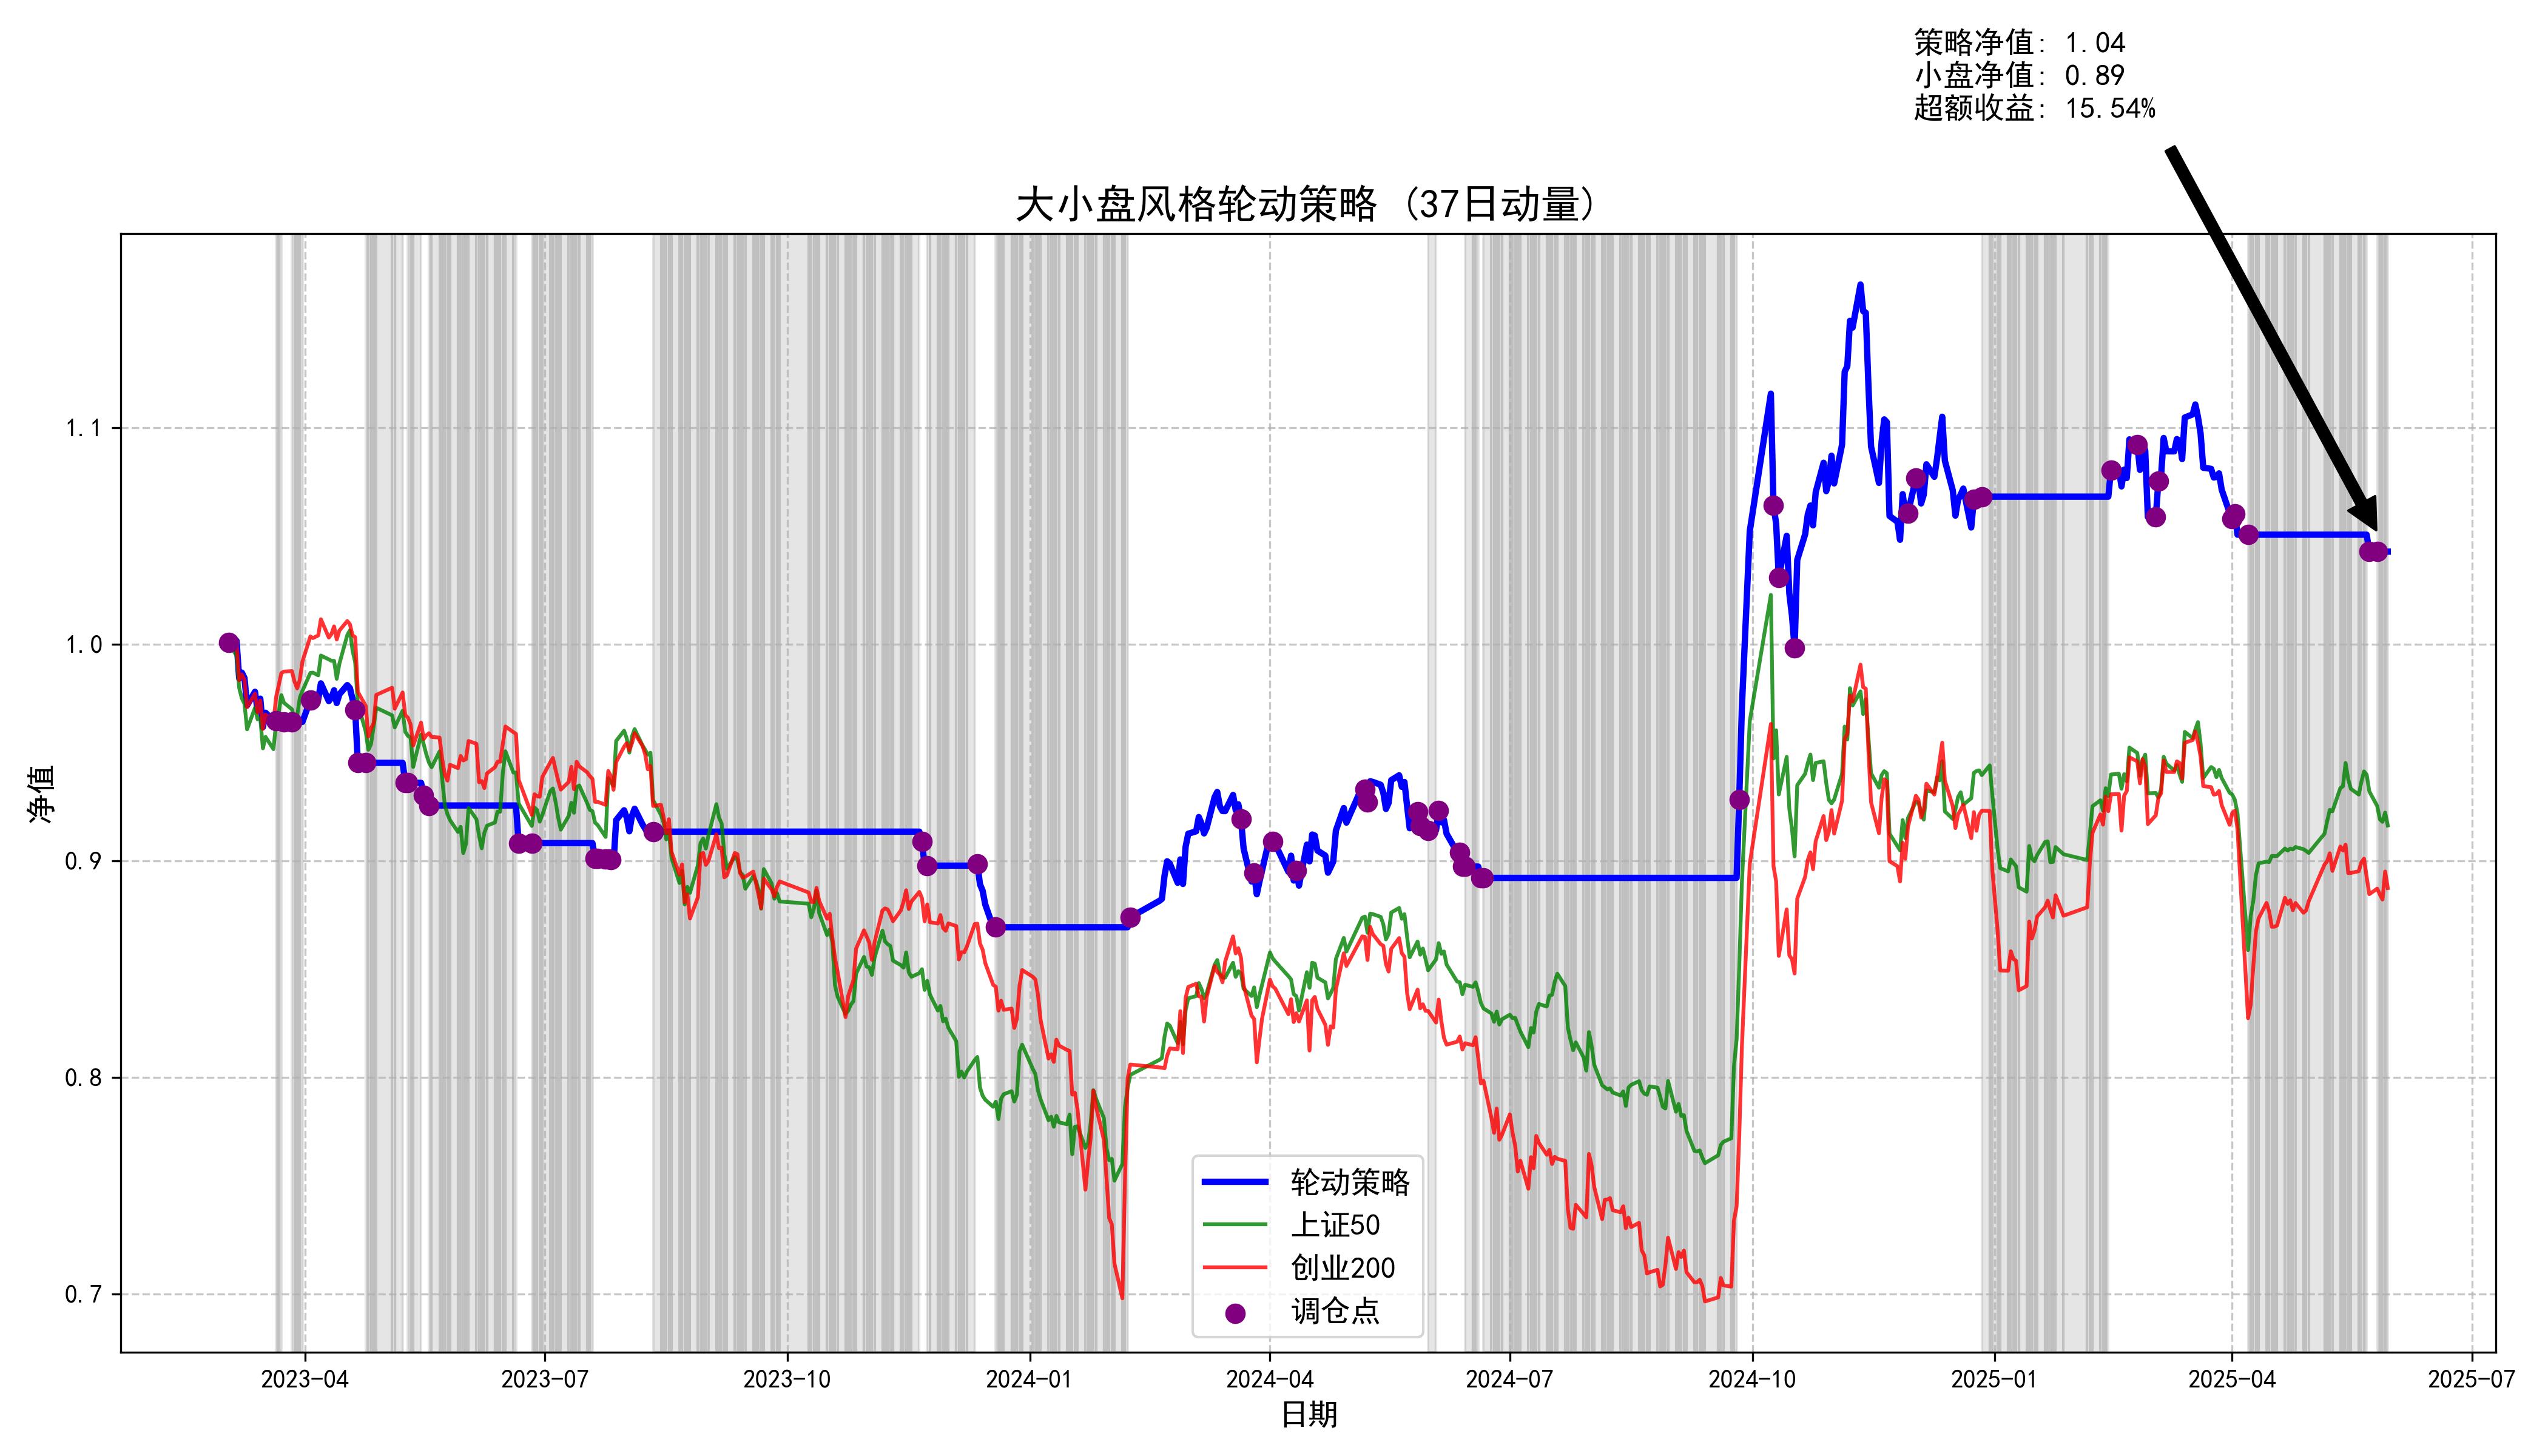 策略净值: 1.04
小盘净值: 0.89
超额收益: 15.54%
大小盘风格轮动策略 (37日动量)
净值
1.1
1.0
0.9
0.8
0.7
轮动策略
上证50
创业200
调仓点
2023-04
2023-07
2023-10
2024-01
2024-04
2024-07
2024-10
2025-01
2025-04
2025-07
日期